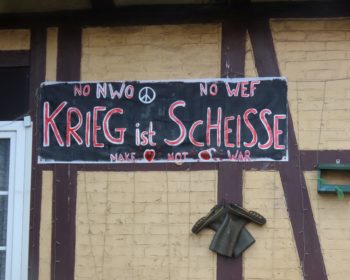 NO NWO ☮ NO WEF
KRIEG ist SCHEISSE
MAKE ♥ NOT WAR